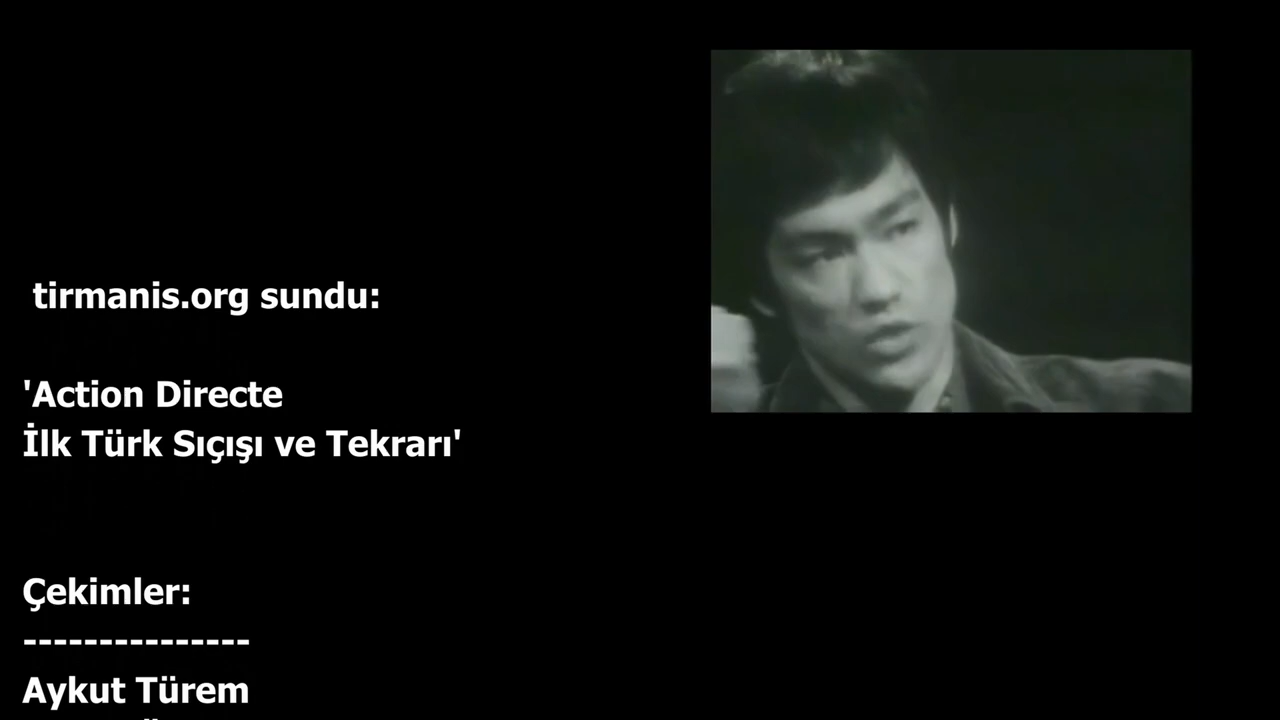 tirmanis.org sundu:
'Action Directe
İlk Türk Sıçışı ve Tekrarı'
Çekimler:
---------------
Aykut Türem